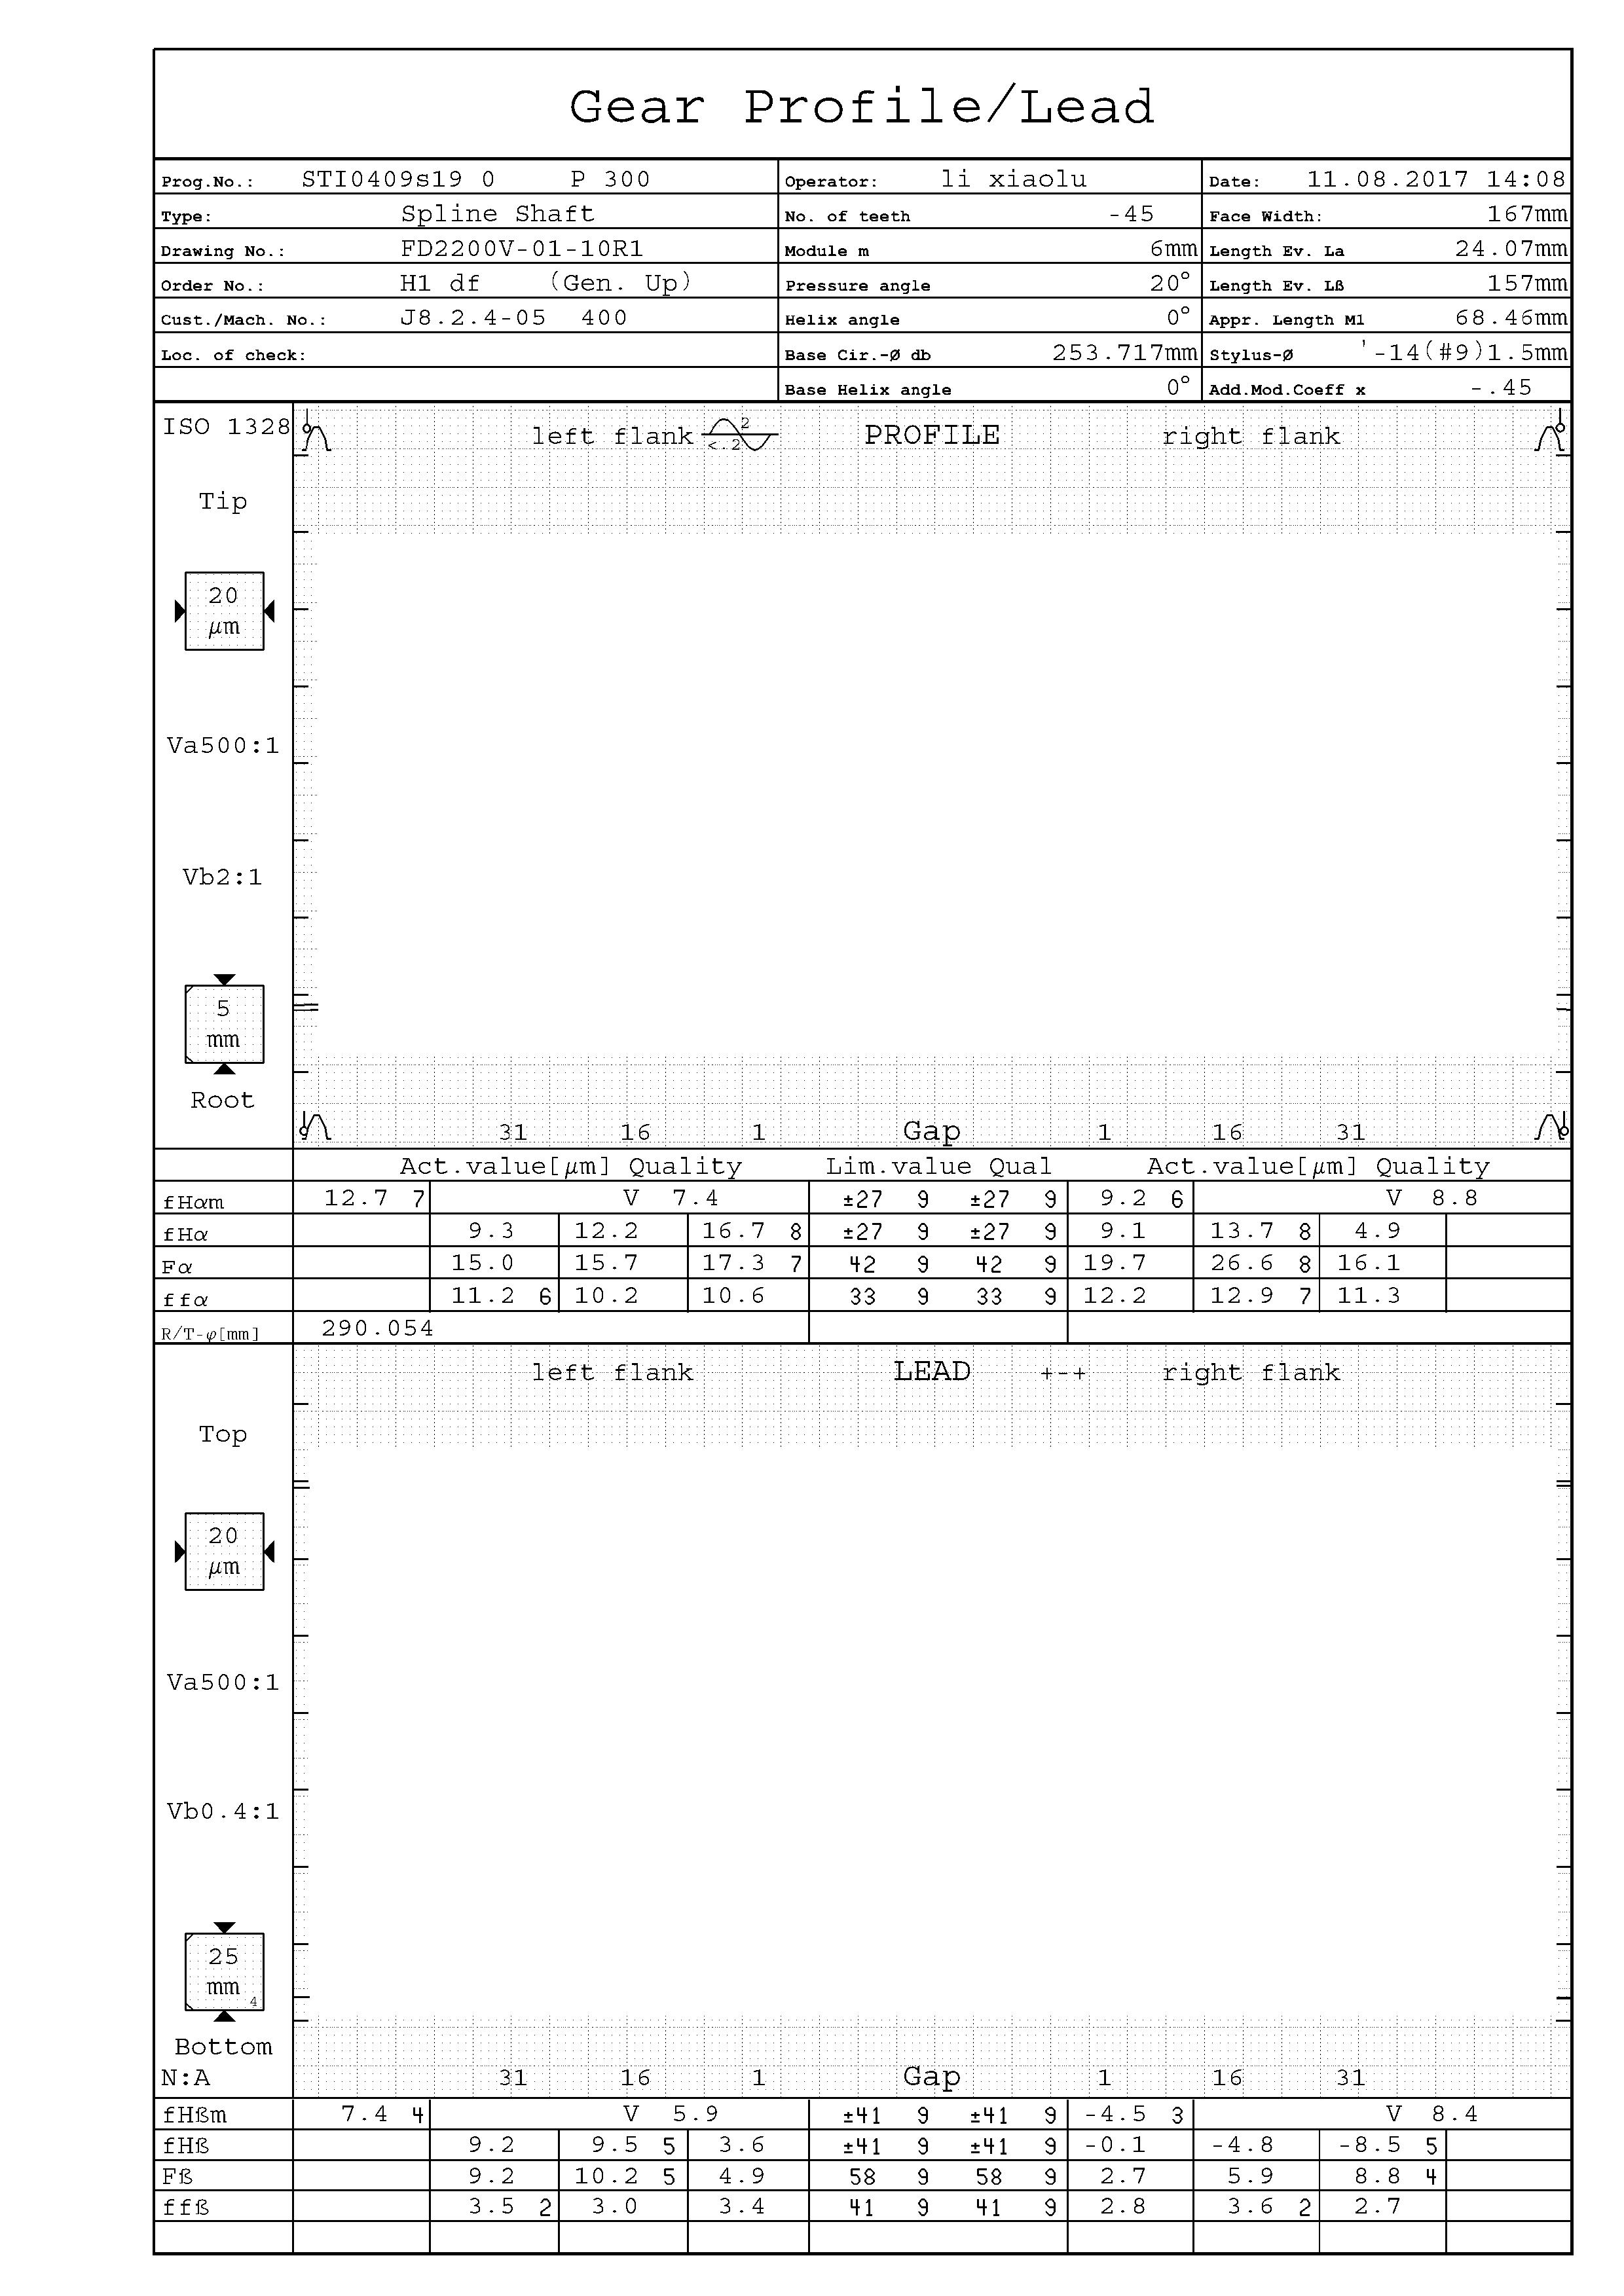 Gear Profile/Lead
Prog.No.: STI0409s19 0 P 300 Operator: li xiaolu Date: 11.08.2017 14:08
Type: Spline Shaft No. of teeth -45 Face Width: 167mm
Drawing No.: FD2200V-01-10R1 Module m 6mm Length Ev. La 24.07mm
Order No.: H1 df (Gen. Up) Pressure angle 20° Length Ev. Lß 157mm
Cust./Mach. No.: J8.2.4-05 400 Helix angle 0° Appr. Length M1 68.46mm
Loc. of check: Base Cir.-Ø db 253.717mm Stylus-Ø '-14(#9)1.5mm
Base Helix angle 0° Add.Mod.Coeff x -.45
ISO 1328 left flank 2 <.2 PROFILE right flank
Tip
20
µm
Va500:1
Vb2:1
5
mm
Root
31 16 1 Gap 1 16 31
Act.value[µm] Quality Lim.value Qual Act.value[µm] Quality
fHαm 12.7 7 V 7.4 ±27 9 ±27 9 9.2 6 V 8.8
fHα 9.3 12.2 16.7 8 ±27 9 ±27 9 9.1 13.7 8 4.9
Fα 15.0 15.7 17.3 7 42 9 42 9 19.7 26.6 8 16.1
ffα 11.2 6 10.2 10.6 33 9 33 9 12.2 12.9 7 11.3
R/T-φ[mm] 290.054
left flank LEAD +-+ right flank
Top
20
µm
Va500:1
Vb0.4:1
25
mm
4
Bottom
N:A 31 16 1 Gap 1 16 31
fHßm 7.4 4 V 5.9 ±41 9 ±41 9 -4.5 3 V 8.4
fHß 9.2 9.5 5 3.6 ±41 9 ±41 9 -0.1 -4.8 -8.5 5
Fß 9.2 10.2 5 4.9 58 9 58 9 2.7 5.9 8.8 4
ffß 3.5 2 3.0 3.4 41 9 41 9 2.8 3.6 2 2.7